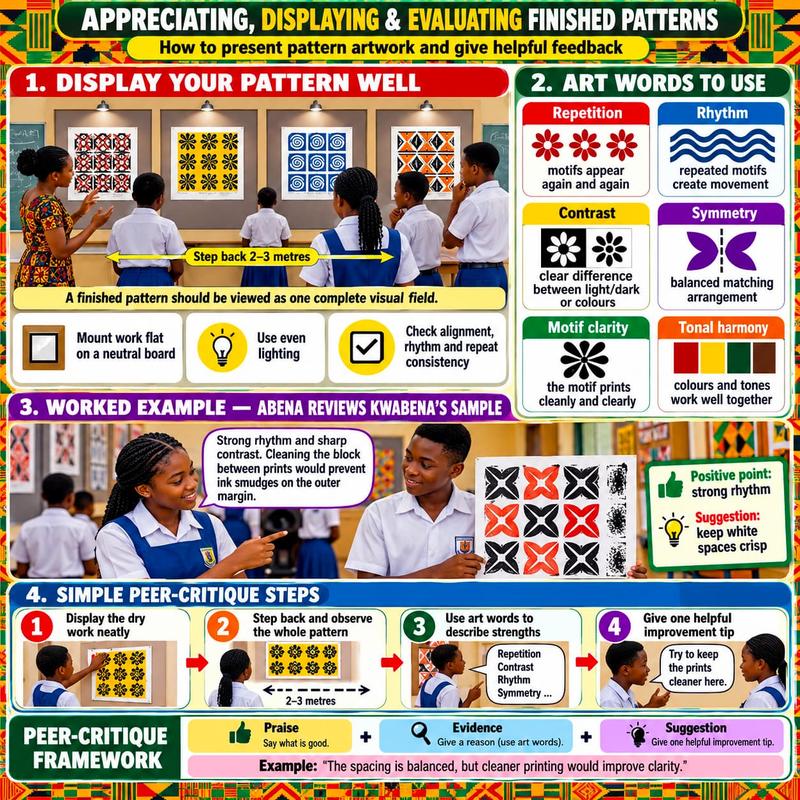 APPRECIATING, DISPLAYING & EVALUATING FINISHED PATTERNS
How to present pattern artwork and give helpful feedback
1. DISPLAY YOUR PATTERN WELL
Step back 2–3 metres
A finished pattern should be viewed as one complete visual field.
Mount work flat
on a neutral board
Use even
lighting
Check alignment,
rhythm and repeat
consistency
2. ART WORDS TO USE
Repetition
motifs appear
again and again
Rhythm
repeated motifs
create movement
Contrast
clear difference
between light/dark
or colours
Symmetry
balanced matching
arrangement
Motif clarity
the motif prints
cleanly and clearly
Tonal harmony
colours and tones
work well together
3. WORKED EXAMPLE — ABENA REVIEWS KWABENA'S SAMPLE
Strong rhythm and sharp
contrast. Cleaning the block
between prints would prevent
ink smudges on the outer
margin.
Positive point:
strong rhythm
Suggestion:
keep white
spaces crisp
4. SIMPLE PEER-CRITIQUE STEPS
1
Display the dry
work neatly
2
Step back and observe
the whole pattern
2–3 metres
3
Use art words to
describe strengths
Repetition
Contrast
Rhythm
Symmetry ...
4
Give one helpful
improvement tip
Try to keep
the prints
cleaner here.
PEER-CRITIQUE
FRAMEWORK
Praise
Say what is good.
+
Evidence
Give a reason (use art words).
+
Suggestion
Give one helpful improvement tip.
Example: "The spacing is balanced, but cleaner printing would improve clarity."